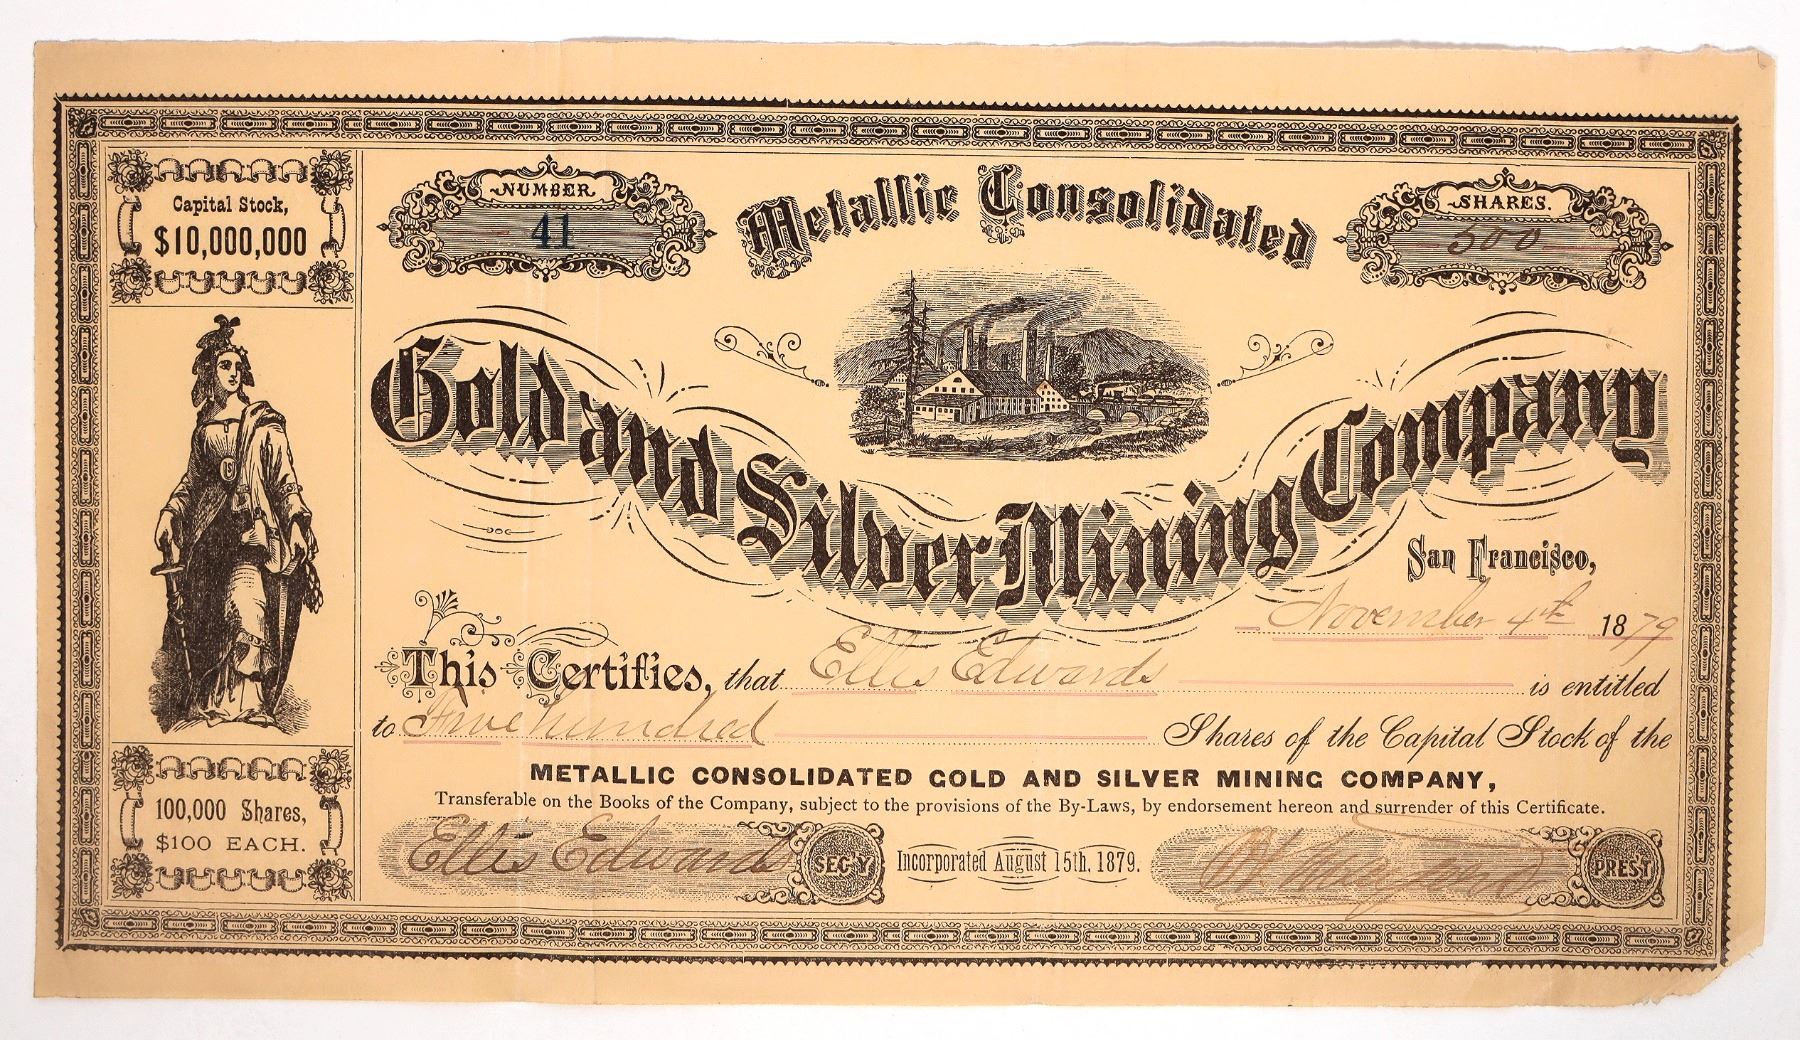 Capital Stock,
$10,000,000
NUMBER
41
Metallic Consolidated
SHARES.
500
Gold and Silver Mining Company
San Francisco,
November 4th 1879
This Certifies, that Ellis Edwards is entitled
to Five hundred Shares of the Capital Stock of the
METALLIC CONSOLIDATED GOLD AND SILVER MINING COMPANY,
Transferable on the Books of the Company, subject to the provisions of the By-Laws, by endorsement hereon and surrender of this Certificate.
100,000 Shares,
$100 EACH.
Ellis Edwards SEC'Y
Incorporated August 15th, 1879.
PREST